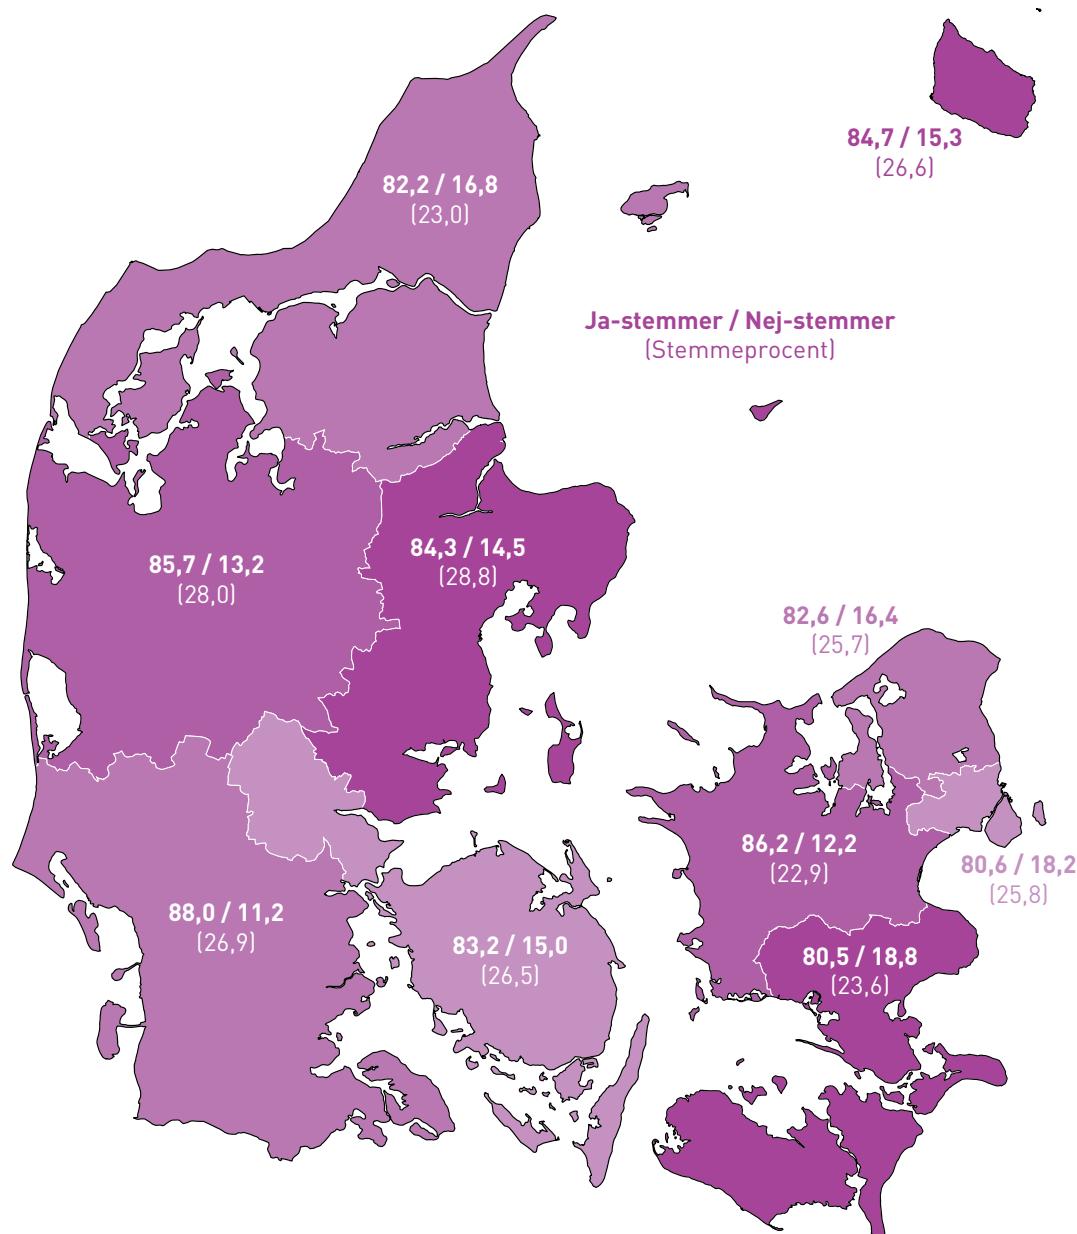 84,7 / 15,3
(26,6)
82,2 / 16,8
(23,0)
Ja-stemmer / Nej-stemmer
(Stemmeprocent)
84,3 / 14,5
(28,8)
85,7 / 13,2
(28,0)
82,6 / 16,4
(25,7)
86,2 / 12,2
(22,9)
80,6 / 18,2
(25,8)
88,0 / 11,2
(26,9)
83,2 / 15,0
(26,5)
80,5 / 18,8
(23,6)